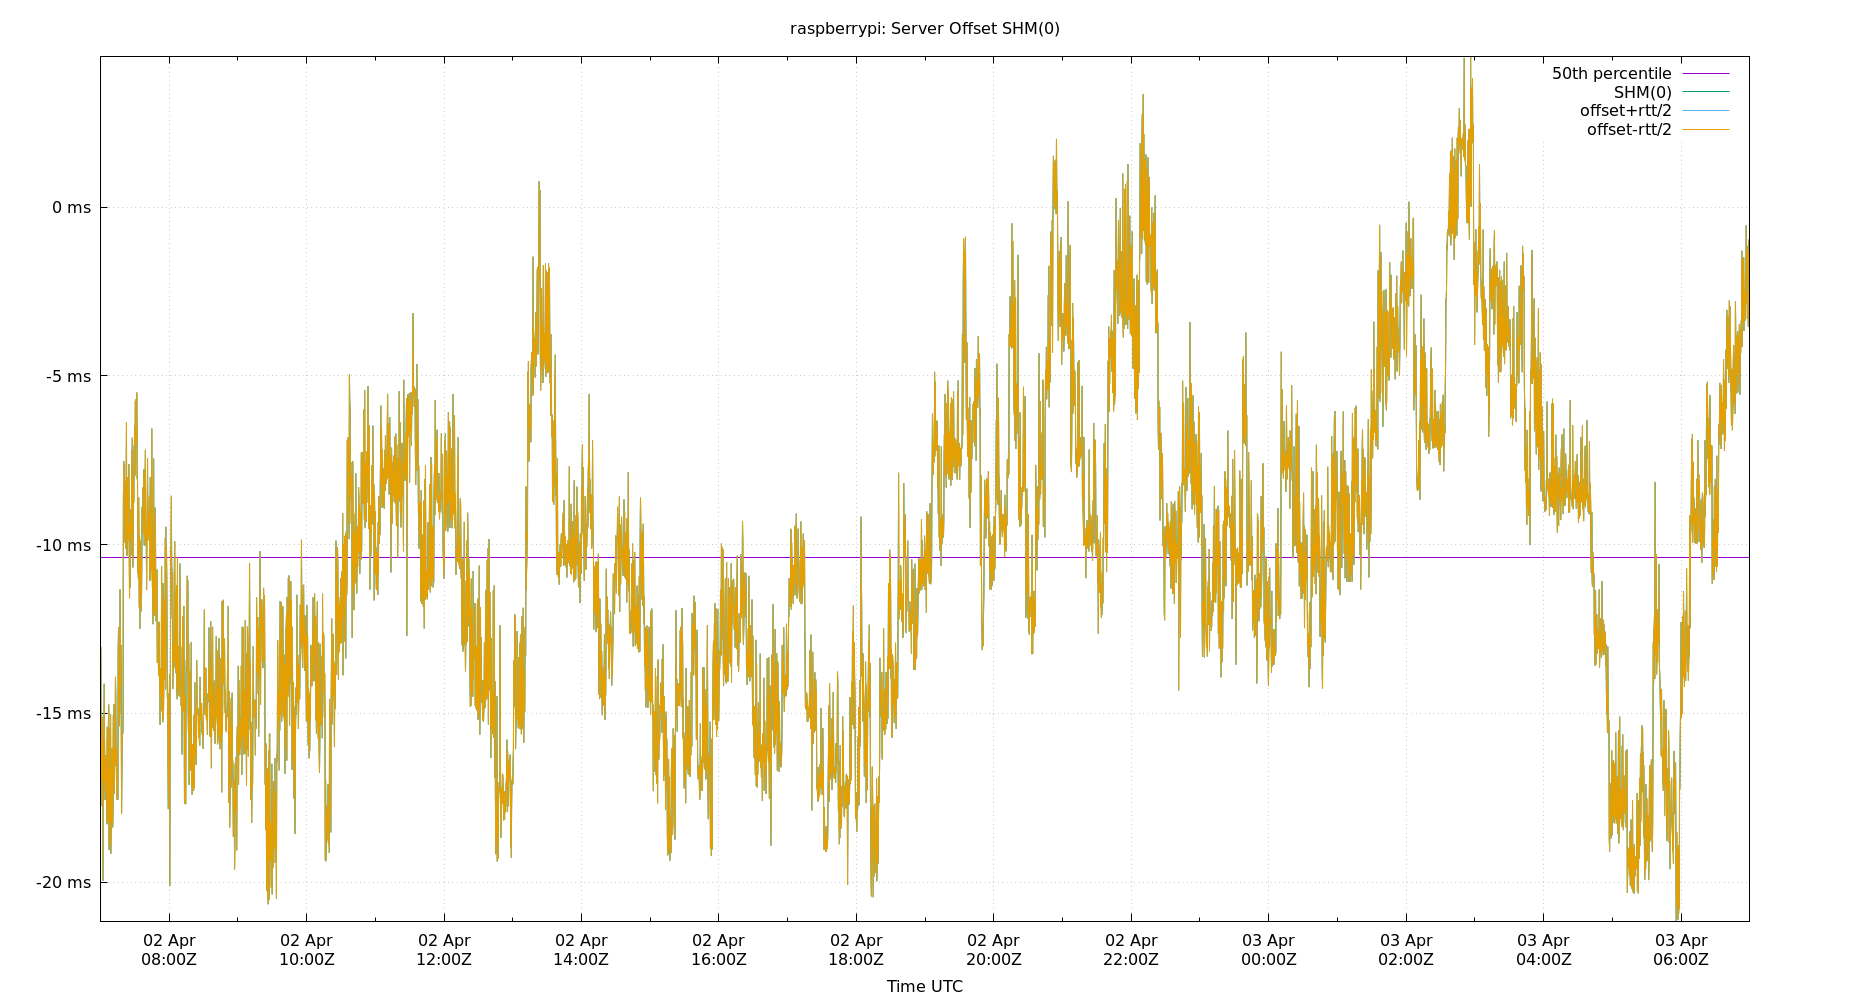 raspberrypi: Server Offset SHM(0)
50th percentile
SHM(0)
offset+rtt/2
offset-rtt/2
0 ms
-5 ms
-10 ms
-15 ms
-20 ms
02 Apr 02 Apr 02 Apr 02 Apr 02 Apr 02 Apr 02 Apr 02 Apr 03 Apr 03 Apr 03 Apr 03 Apr
08:00Z 10:00Z 12:00Z 14:00Z 16:00Z 18:00Z 20:00Z 22:00Z 00:00Z 02:00Z 04:00Z 06:00Z
Time UTC